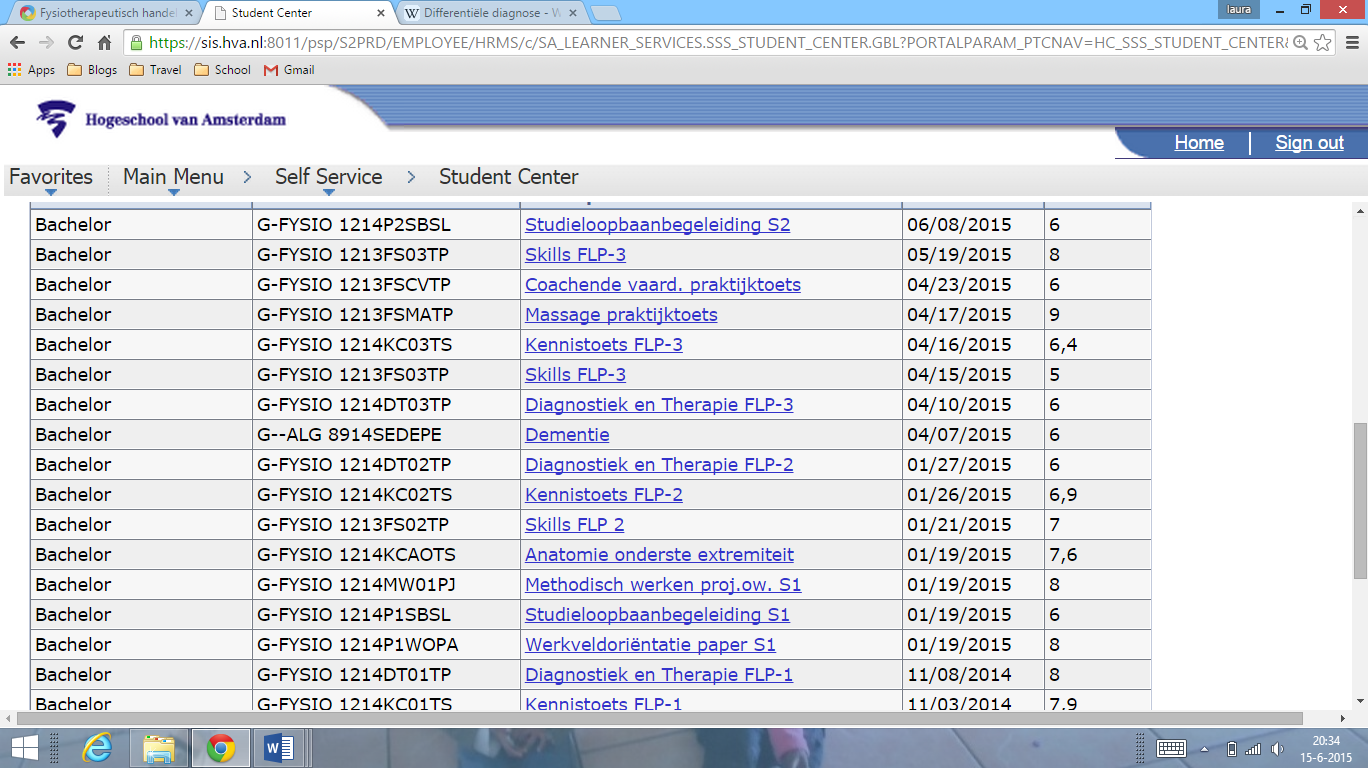 laura
Fysiotherapeutisch handel
Student Center
Differentiële diagnose - W
https://sis.hva.nl:8011/psp/S2PRD/EMPLOYEE/HRMS/c/SA_LEARNER_SERVICES.SSS_STUDENT_CENTER.GBL?PORTALPARAM_PTCNAV=HC_SSS_STUDENT_CENTER&
Apps Blogs Travel School Gmail
Hogeschool van Amsterdam
Home Sign out
Favorites Main Menu > Self Service > Student Center
Bachelor G-FYSIO 1214P2SBSL Studieloopbaanbegeleiding S2 06/08/2015 6
Bachelor G-FYSIO 1213FS03TP Skills FLP-3 05/19/2015 8
Bachelor G-FYSIO 1213FSCVTP Coachende vaard. praktijktoets 04/23/2015 6
Bachelor G-FYSIO 1213FSMATP Massage praktijktoets 04/17/2015 9
Bachelor G-FYSIO 1214KC03TS Kennistoets FLP-3 04/16/2015 6,4
Bachelor G-FYSIO 1213FS03TP Skills FLP-3 04/15/2015 5
Bachelor G-FYSIO 1214DT03TP Diagnostiek en Therapie FLP-3 04/10/2015 6
Bachelor G--ALG 8914SEDEPE Dementie 04/07/2015 6
Bachelor G-FYSIO 1214DT02TP Diagnostiek en Therapie FLP-2 01/27/2015 6
Bachelor G-FYSIO 1214KC02TS Kennistoets FLP-2 01/26/2015 6,9
Bachelor G-FYSIO 1213FS02TP Skills FLP 2 01/21/2015 7
Bachelor G-FYSIO 1214KCAOTS Anatomie onderste extremiteit 01/19/2015 7,6
Bachelor G-FYSIO 1214MW01PJ Methodisch werken proj.ow. S1 01/19/2015 8
Bachelor G-FYSIO 1214P1SBSL Studieloopbaanbegeleiding S1 01/19/2015 6
Bachelor G-FYSIO 1214P1WOPA Werkveldoriëntatie paper S1 01/19/2015 8
Bachelor G-FYSIO 1214DT01TP Diagnostiek en Therapie FLP-1 11/08/2014 8
Bachelor G-FYSIO 1214KC01TS Kennistoets FLP-1 11/03/2014 7,9
20:34
15-6-2015